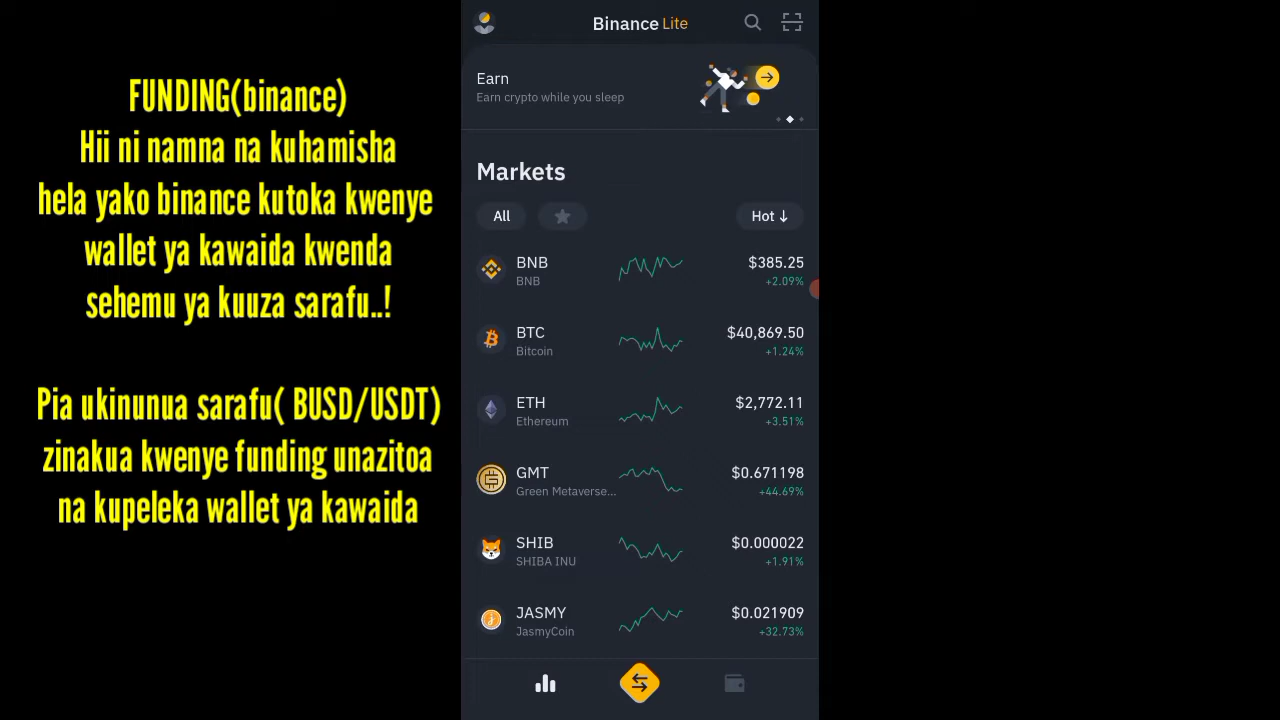 FUNDING(binance)
Hii ni namna na kuhamisha
hela yako binance kutoka kwenye
wallet ya kawaida kwenda
sehemu ya kuuza sarafu..!
Pia ukinunua sarafu( BUSD/USDT)
zinakua kwenye funding unazitoa
na kupeleka wallet ya kawaida
Binance Lite
Earn
Earn crypto while you sleep
Markets
All
Hot ↓
BNB $385.25
BNB +2.09%
BTC $40,869.50
Bitcoin +1.24%
ETH $2,772.11
Ethereum +3.51%
GMT $0.671198
Green Metaverse... +44.69%
SHIB $0.000022
SHIBA INU +1.91%
JASMY $0.021909
JasmyCoin +32.73%